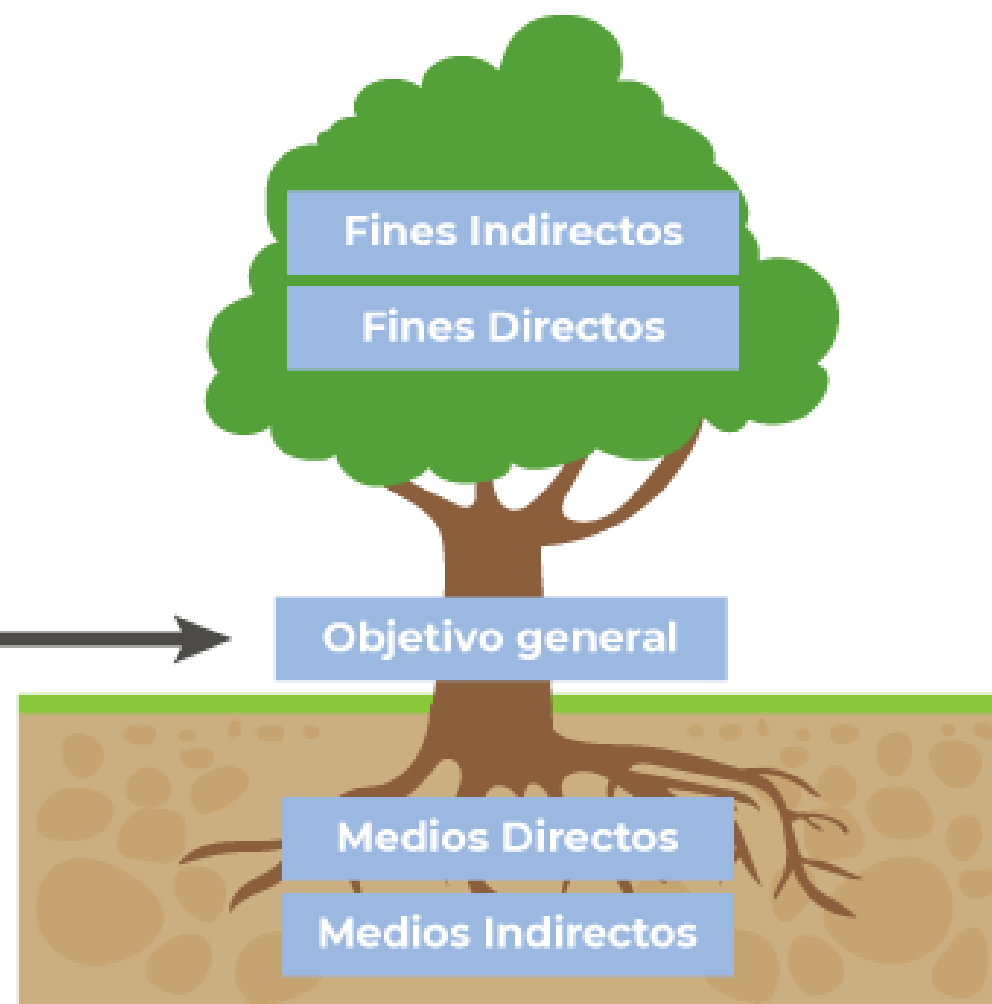 Fines Indirectos
Fines Directos
Objetivo general
Medios Directos
Medios Indirectos